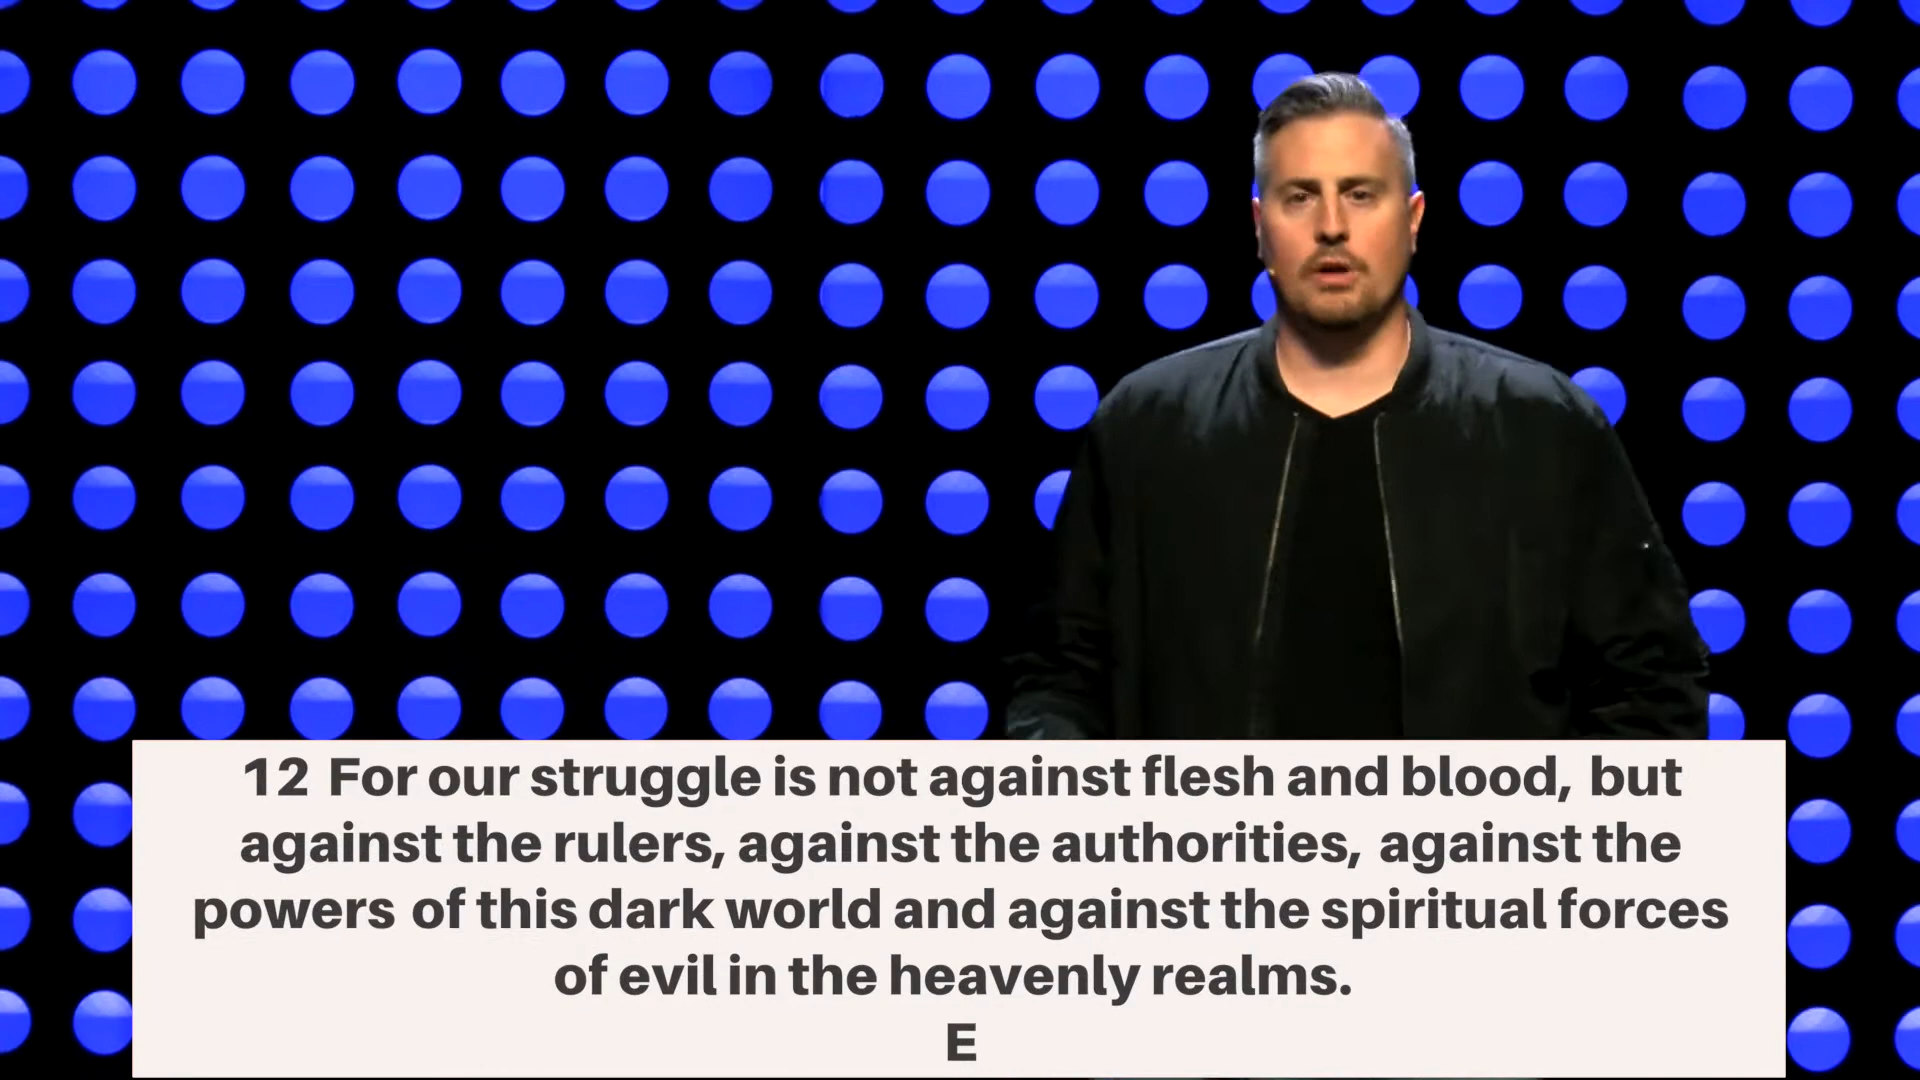 12 For our struggle is not against flesh and blood, but
against the rulers, against the authorities, against the
powers of this dark world and against the spiritual forces
of evil in the heavenly realms.
E